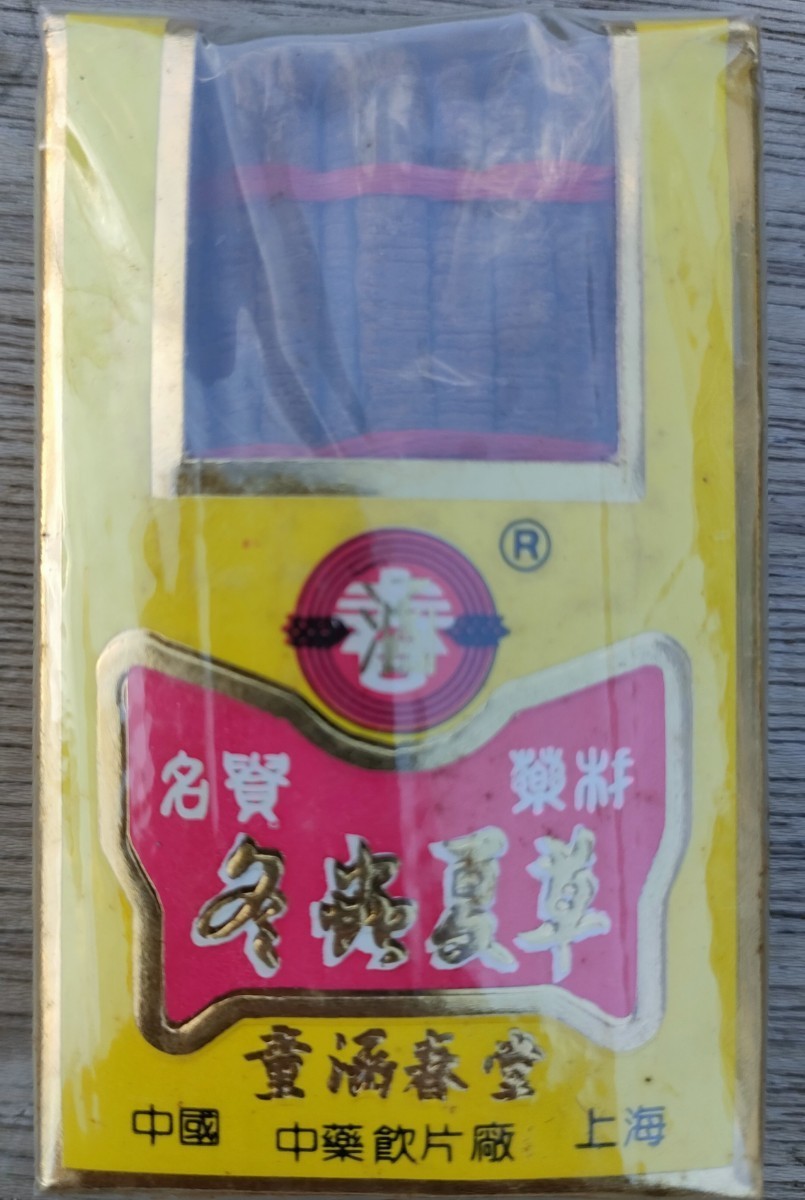 ®
春
名貴 藥材
冬蟲夏草
童涵春堂
中國 中藥飲片廠 上海